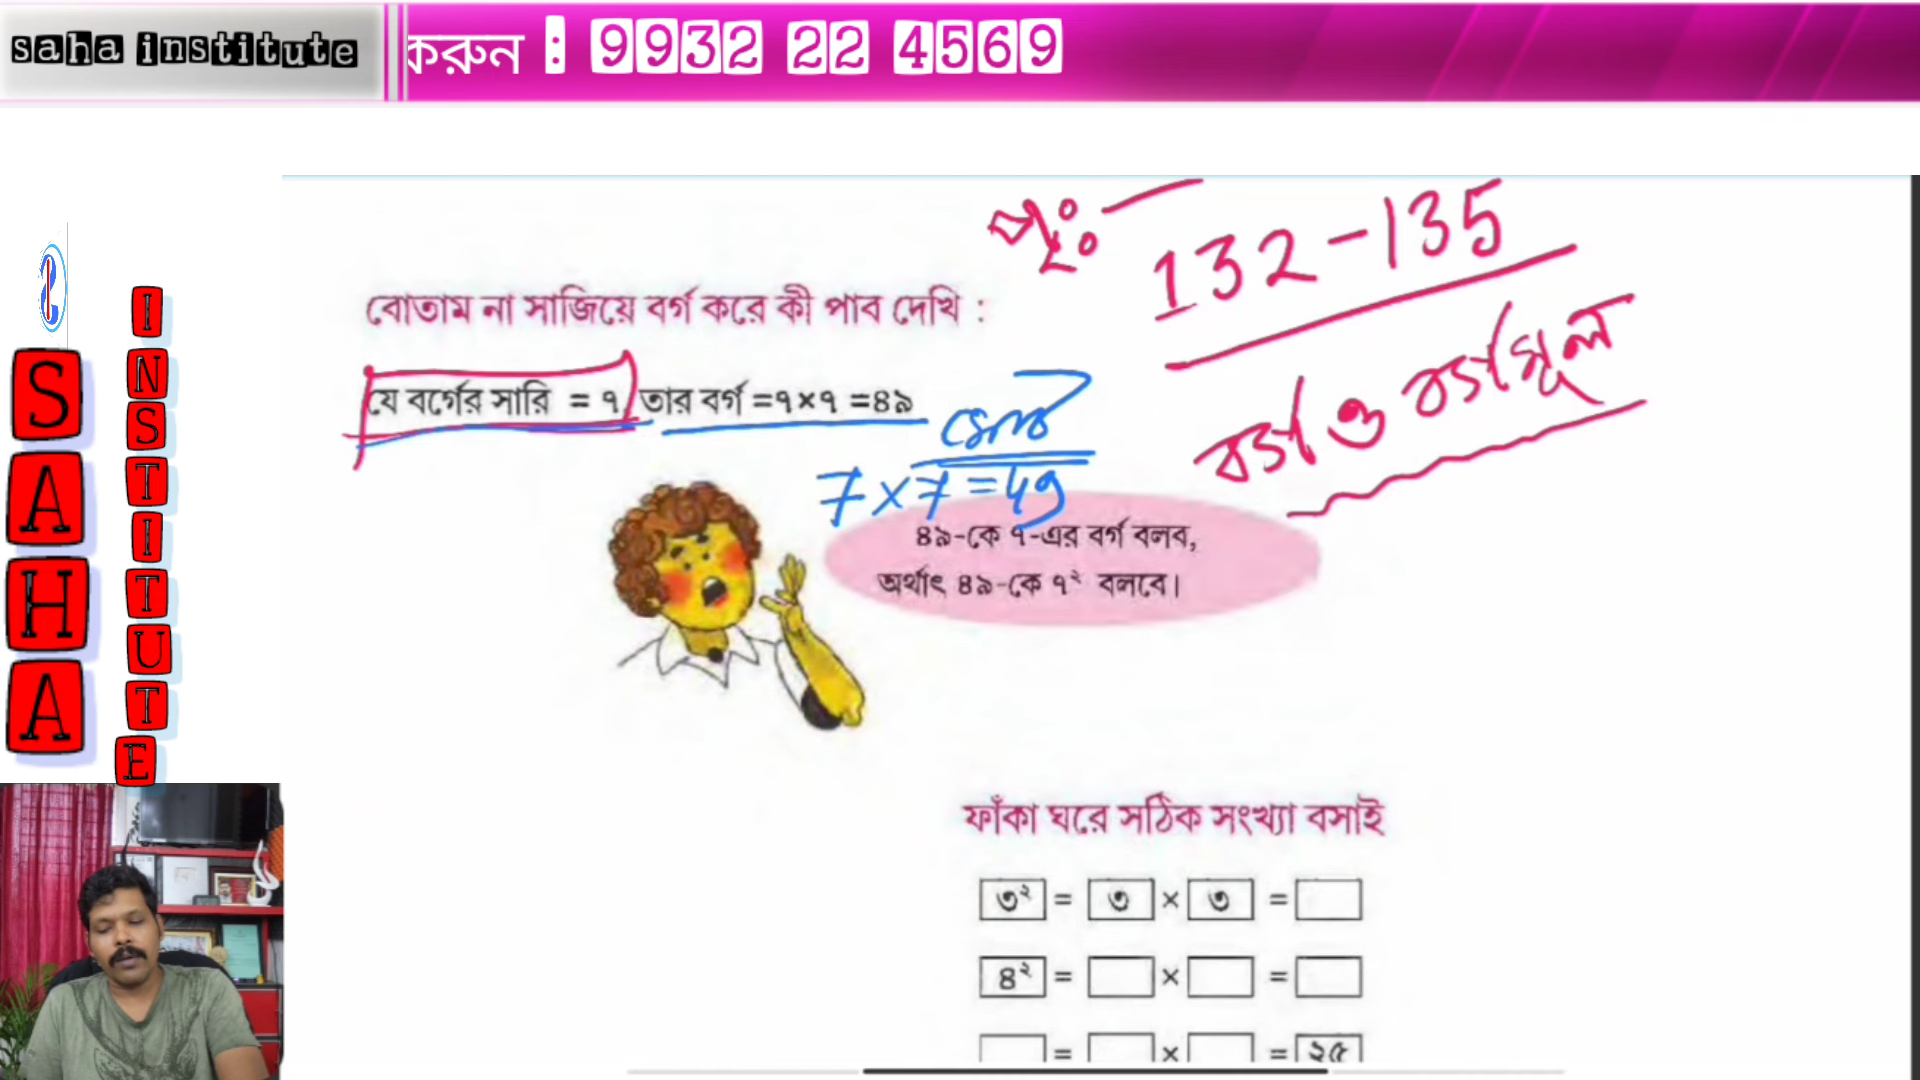 saha institute করুন : 9932 22 4569
পৃঃ 132-135
বর্গ ও বর্গমূল
বোতাম না সাজিয়ে বর্গ করে কী পাব দেখি :
যে বর্গের সারি = ৭ তার বর্গ =৭×৭ =৪৯
মোট
7 × 7 = 49
৪৯-কে ৭-এর বর্গ বলব,
অর্থাৎ ৪৯-কে ৭² বলবে।
ফাঁকা ঘরে সঠিক সংখ্যা বসাই
৩² = ৩ × ৩ =
৪² = × =
= × = ২৫
SAHA
INSTITUTE